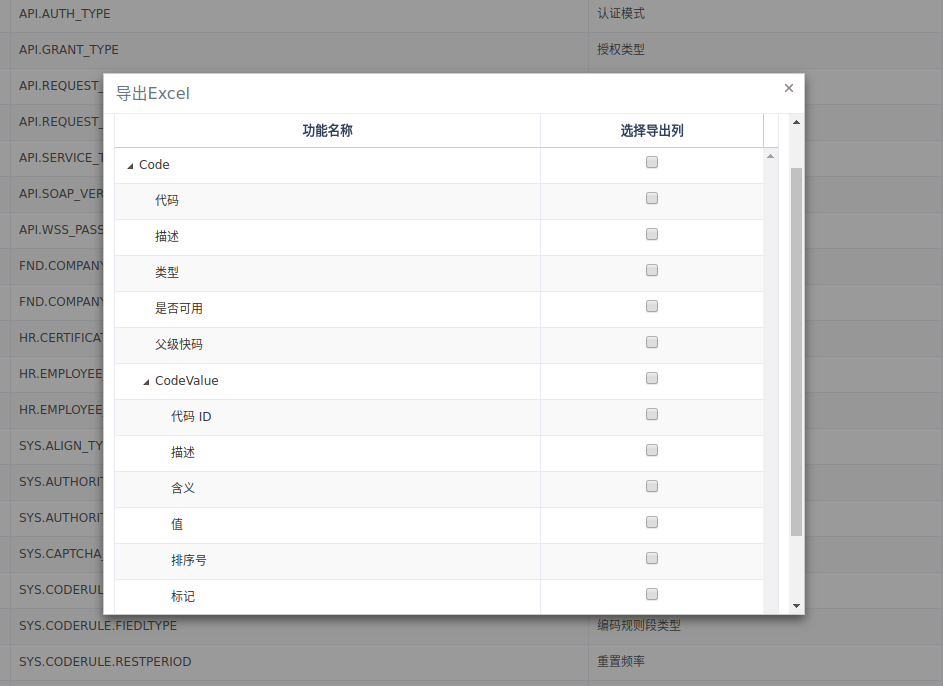 API.AUTH_TYPE 认证模式
API.GRANT_TYPE 授权类型
导出Excel ×
功能名称 选择导出列
API.REQUEST_
API.REQUEST_
API.SERVICE_T
API.SOAP_VER
API.WSS_PASS
FND.COMPANY
FND.COMPANY
HR.CERTIFICAT
HR.EMPLOYEE
HR.EMPLOYEE
SYS.ALIGN_TY
SYS.AUTHORIT
SYS.AUTHORIT
SYS.CAPTCHA_
SYS.CODERUL
Code
代码
描述
类型
是否可用
父级快码
CodeValue
代码 ID
描述
含义
值
排序号
标记
SYS.CODERULE.FIEDLTYPE 编码规则段类型
SYS.CODERULE.RESTPERIOD 重置频率